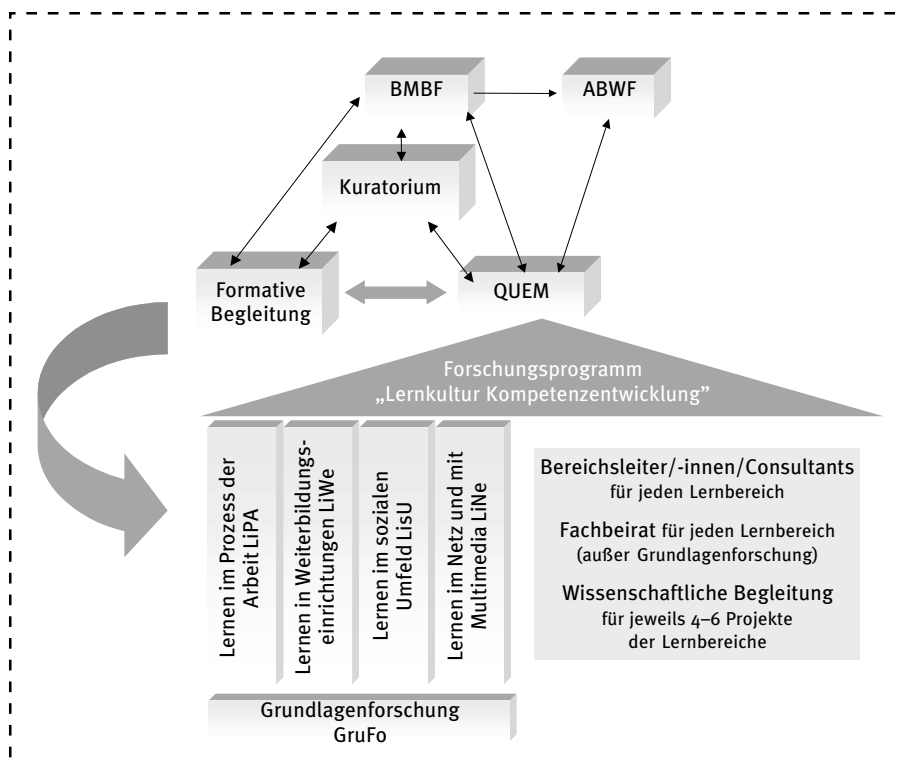 BMBF
ABWF
Kuratorium
Formative
Begleitung
QUEM
Forschungsprogramm
„Lernkultur Kompetenzentwicklung”
Lernen im Prozess der
Arbeit LiPA
Lernen in Weiterbildungs-
einrichtungen LiWe
Lernen im sozialen
Umfeld LisU
Lernen im Netz und mit
Multimedia LiNe
Bereichsleiter/-innen/Consultants
für jeden Lernbereich
Fachbeirat für jeden Lernbereich
(außer Grundlagenforschung)
Wissenschaftliche Begleitung
für jeweils 4–6 Projekte
der Lernbereiche
Grundlagenforschung
GruFo